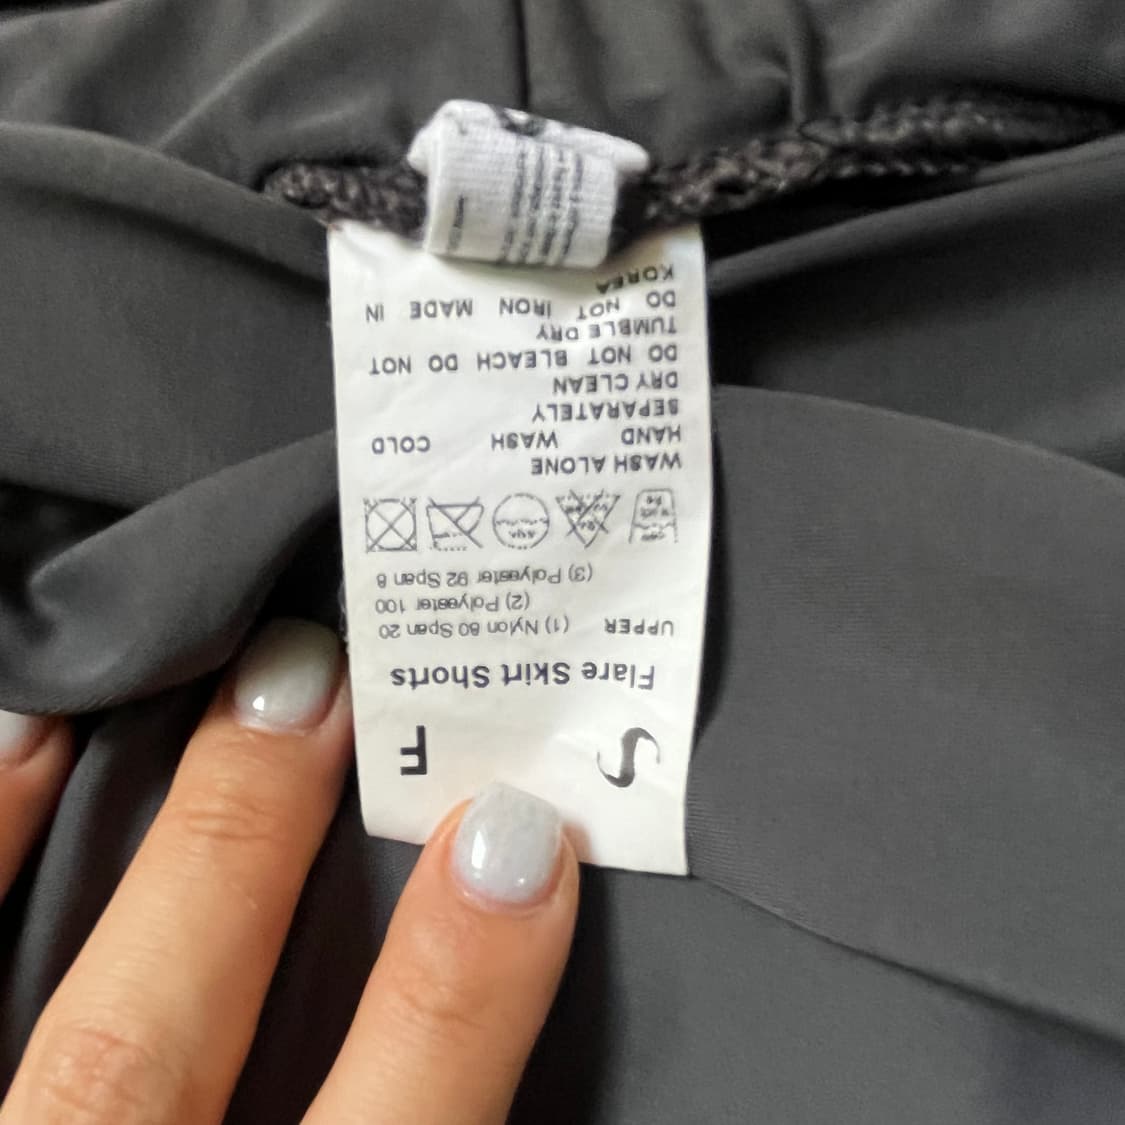 S F
Flare Skirt Shorts
UPPER (1) Nylon 80 Span 20
(2) Polyester 100
(3) Polyester 92 Span 8
WASH ALONE
HAND WASH COLD
SEPARATELY
DRY CLEAN
DO NOT BLEACH DO NOT
TUMBLE DRY
DO NOT IRON MADE IN
KOREA